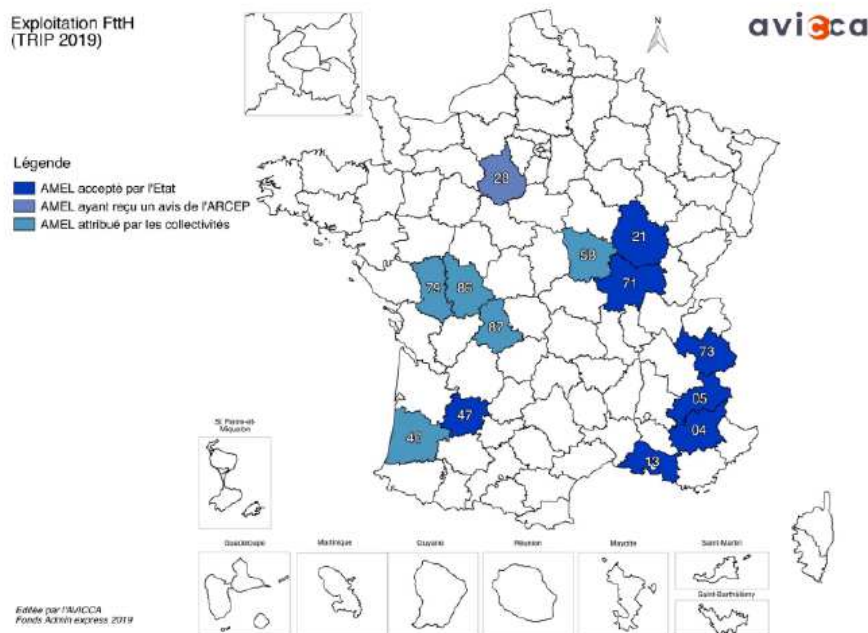 Exploitation FttH
(TRIP 2019)
avicca
N
Légende
AMEL accepté par l'Etat
AMEL ayant reçu un avis de l'ARCEP
AMEL attribué par les collectivités
28
21
58
71
79
86
87
73
05
04
47
40
13
St Pierre-et-
Miquelon
Guadeloupe
Martinique
Guyane
Réunion
Mayotte
Saint-Martin
Saint-Barthélémy
Editée par l'AVICCA
Fonds Admin express 2019